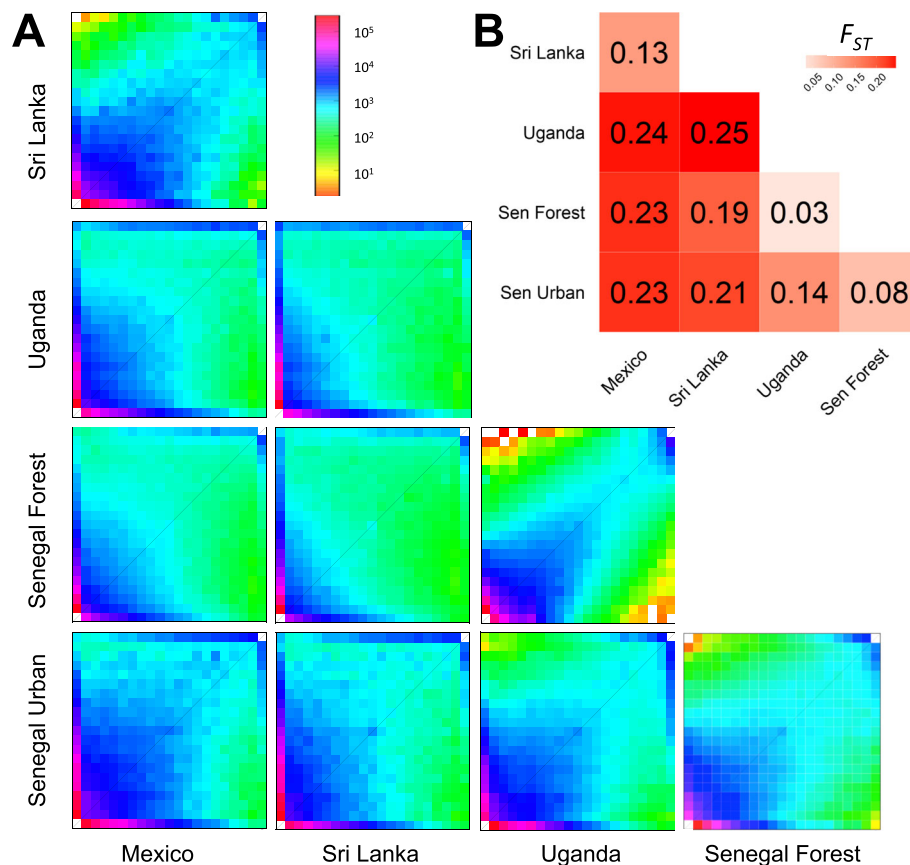 A
Sri Lanka
Uganda
Senegal Forest
Senegal Urban
Mexico
Sri Lanka
Uganda
Senegal Forest
10⁵
10⁴
10³
10²
10¹
B
F_ST
0.05 0.10 0.15 0.20
Sri Lanka 0.13
Uganda 0.24 0.25
Sen Forest 0.23 0.19 0.03
Sen Urban 0.23 0.21 0.14 0.08
Mexico Sri Lanka Uganda Sen Forest